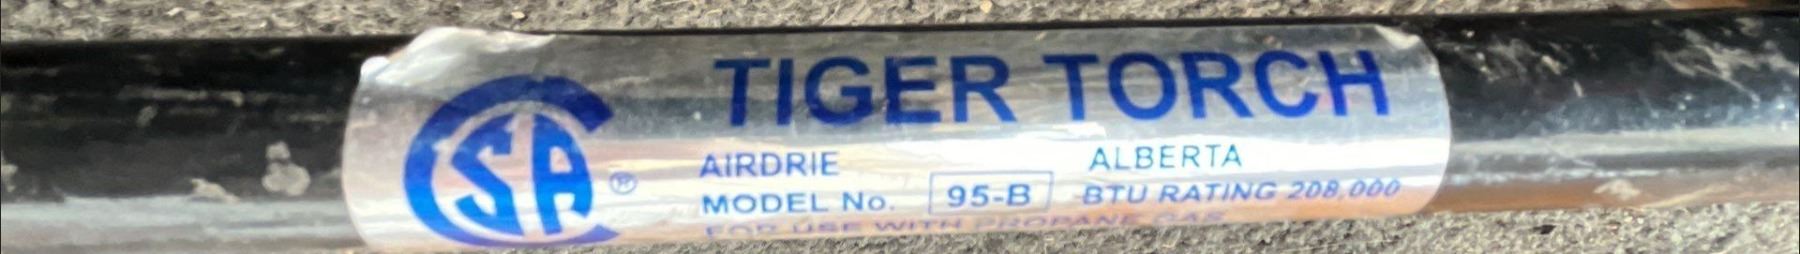 CSA® TIGER TORCH
AIRDRIE ALBERTA
MODEL No. 95-B BTU RATING 208,000
FOR USE WITH PROPANE GAS